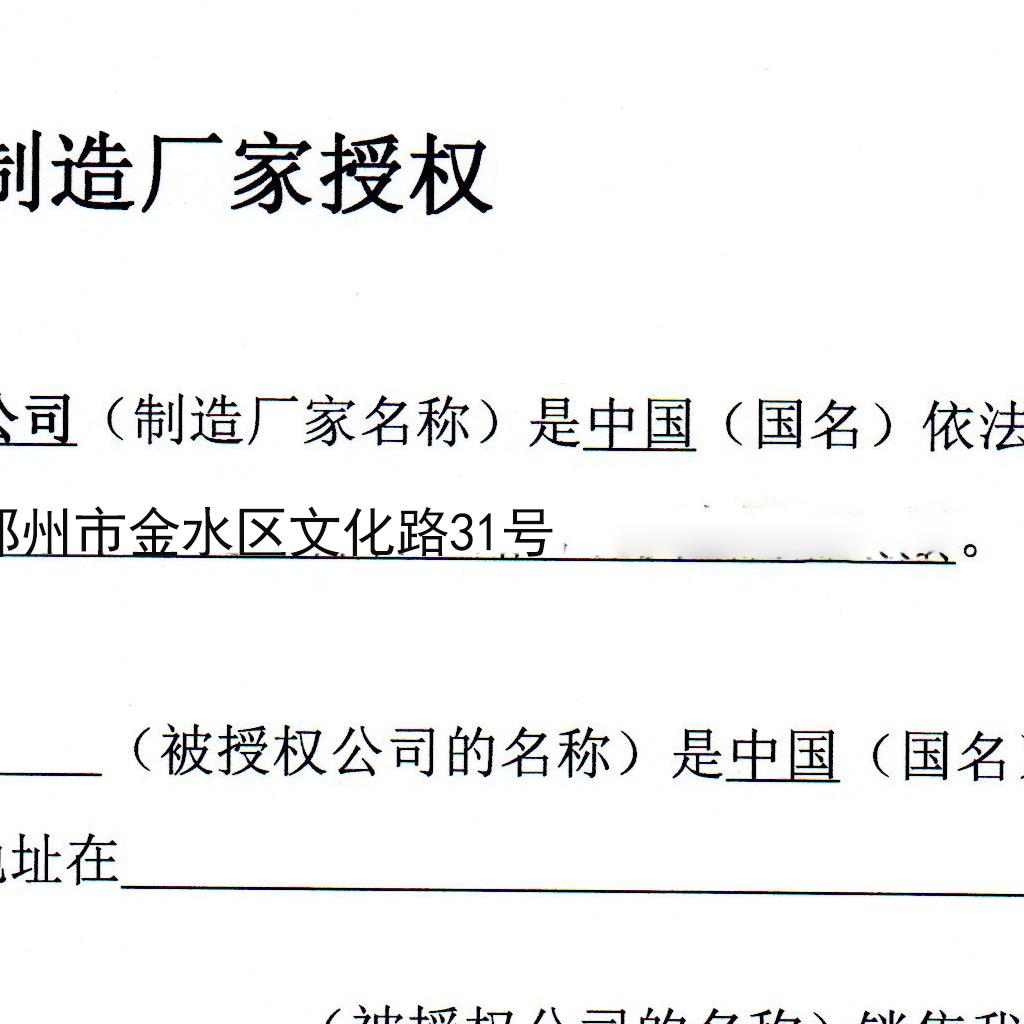 制造厂家授权
公司（制造厂家名称）是中国（国名）依法
郑州市金水区文化路31号。
（被授权公司的名称）是中国（国名）
地址在
（被授权公司的名称）销售我